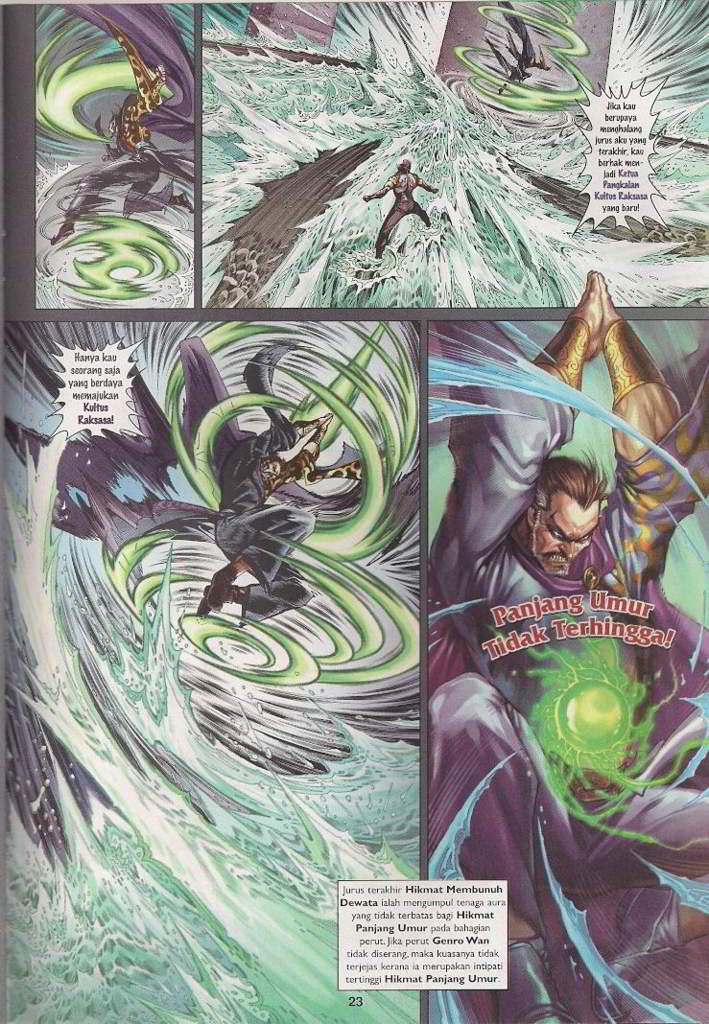 Jika kau
berupaya
menghalang
jurus aku yang
terakhir, kau
berhak men-
jadi Ketua
Pangkalan
Kultus Raksasa
yang baru!
Hanya kau
seorang saja
yang berdaya
memajukan
Kultus
Raksasa!
Panjang Umur
Tidak Terhingga!
Jurus terakhir Hikmat Membunuh
Dewata ialah mengumpul tenaga aura
yang tidak terbatas bagi Hikmat
Panjang Umur pada bahagian
perut. Jika perut Genro Wan
tidak diserang, maka kuasanya tidak
terjejas kerana ia merupakan intipati
tertinggi Hikmat Panjang Umur.
23